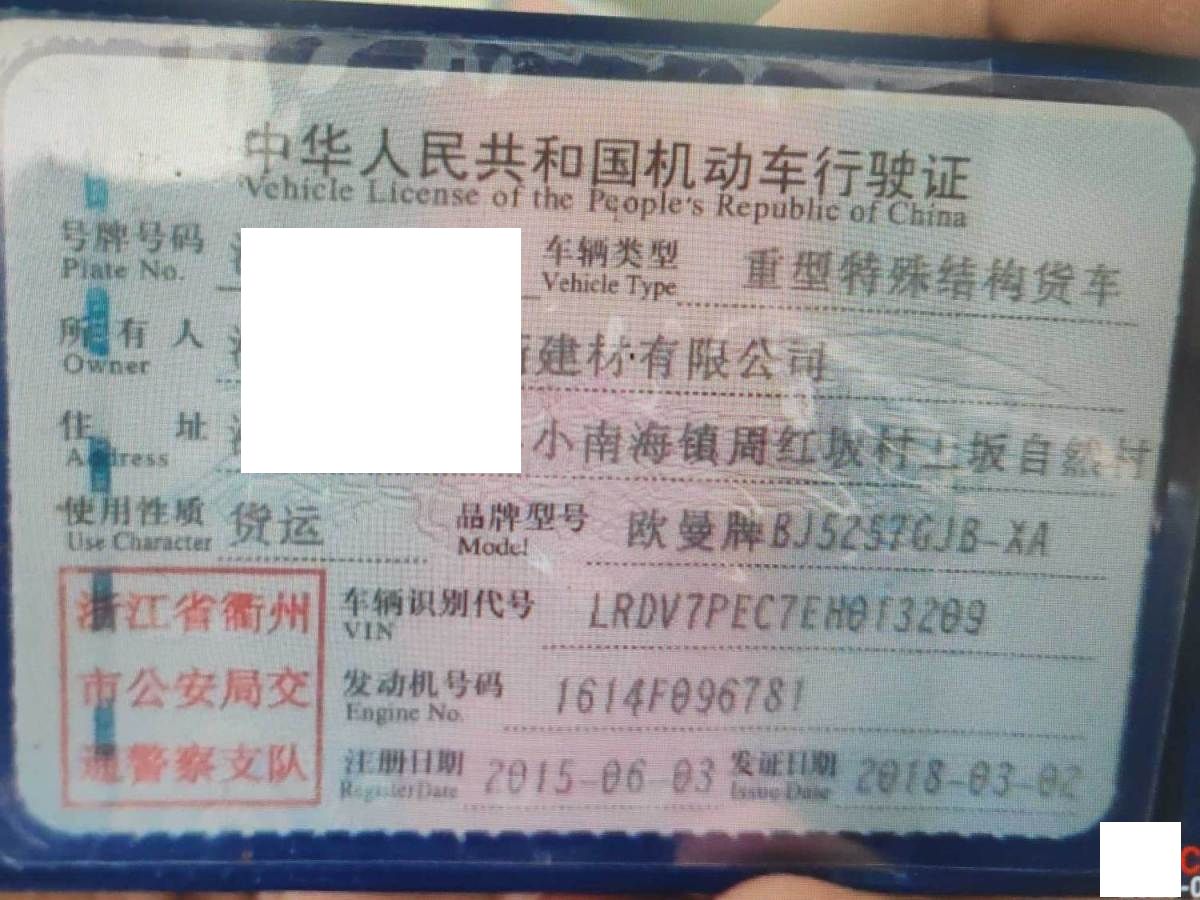 中华人民共和国机动车行驶证
Vehicle License of the People's Republic of China
号牌号码 车辆类型 重型特殊结构货车
Plate No. Vehicle Type
所有人 建材有限公司
Owner
住址 小南海镇周红坂村上坂自然村
Address
使用性质 货运 品牌型号 欧曼牌BJ5257GJB-XA
Use Character Model
浙江省衢州
市公安局交
通警察支队
车辆识别代号 LRDV7PEC7EH013209
VIN
发动机号码 1614F096781
Engine No.
注册日期 2015-06-03 发证日期 2018-03-02
Register Date Issue Date